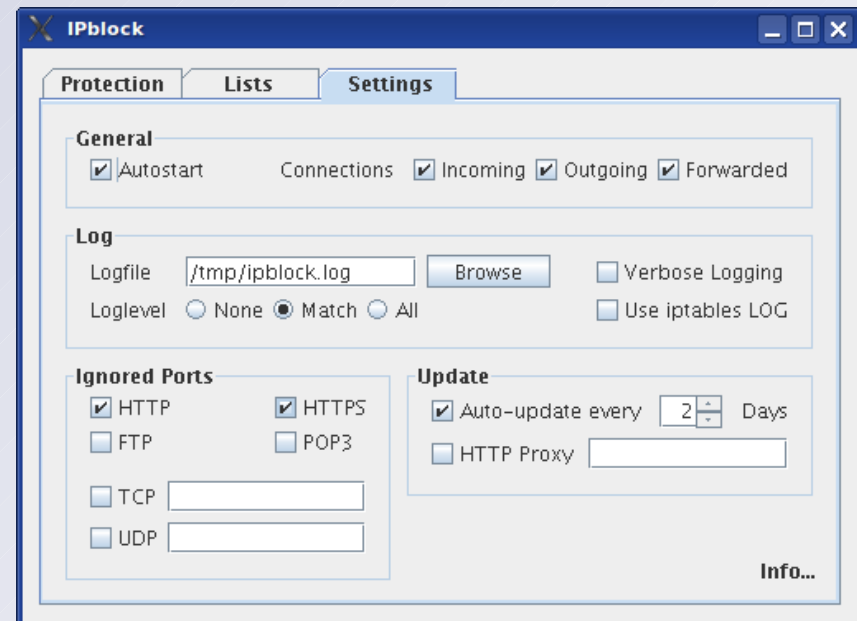 IPblock
Protection Lists Settings
General
Autostart Connections Incoming Outgoing Forwarded
Log
Logfile /tmp/ipblock.log Browse Verbose Logging
Loglevel None Match All Use iptables LOG
Ignored Ports
HTTP HTTPS
FTP POP3
TCP
UDP
Update
Auto-update every 2 Days
HTTP Proxy
Info...